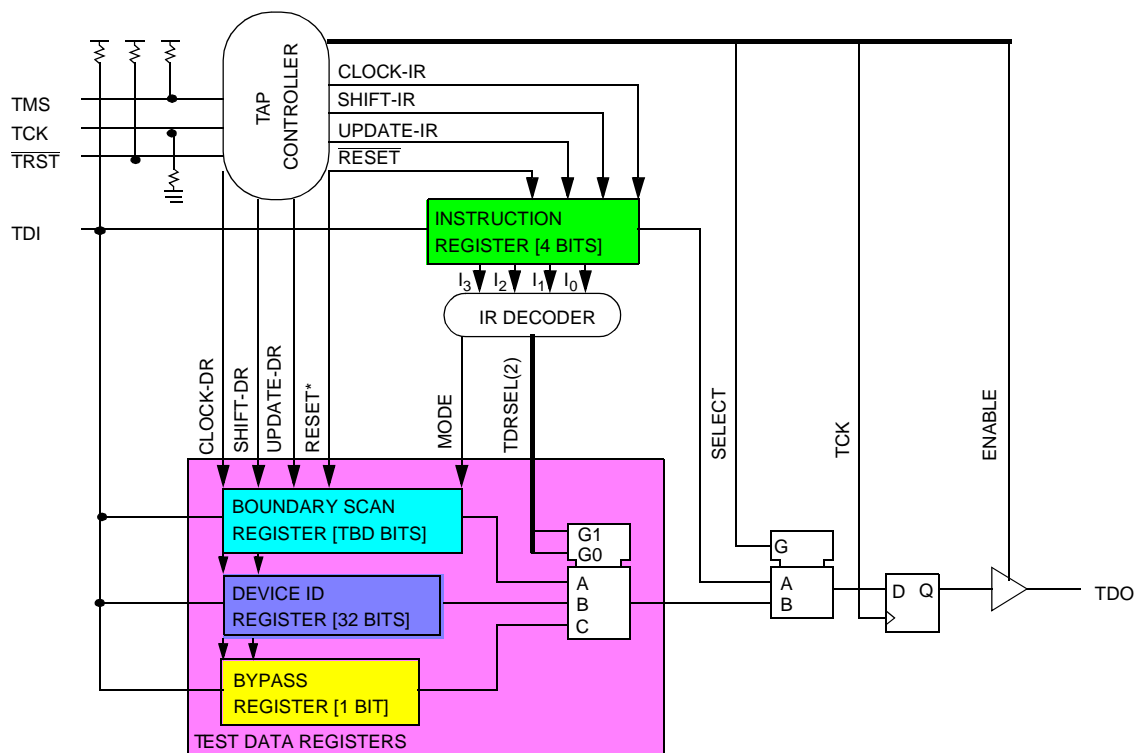 TAP
CONTROLLER
CLOCK-IR
SHIFT-IR
UPDATE-IR
RESET
TMS
TCK
TRST
TDI
INSTRUCTION
REGISTER [4 BITS]
I3 I2 I1 I0
IR DECODER
CLOCK-DR
SHIFT-DR
UPDATE-DR
RESET*
MODE
TDRSEL(2)
SELECT
TCK
ENABLE
BOUNDARY SCAN
REGISTER [TBD BITS]
G1
G0
A
B
C
G
A
B
D Q
TDO
DEVICE ID
REGISTER [32 BITS]
BYPASS
REGISTER [1 BIT]
TEST DATA REGISTERS